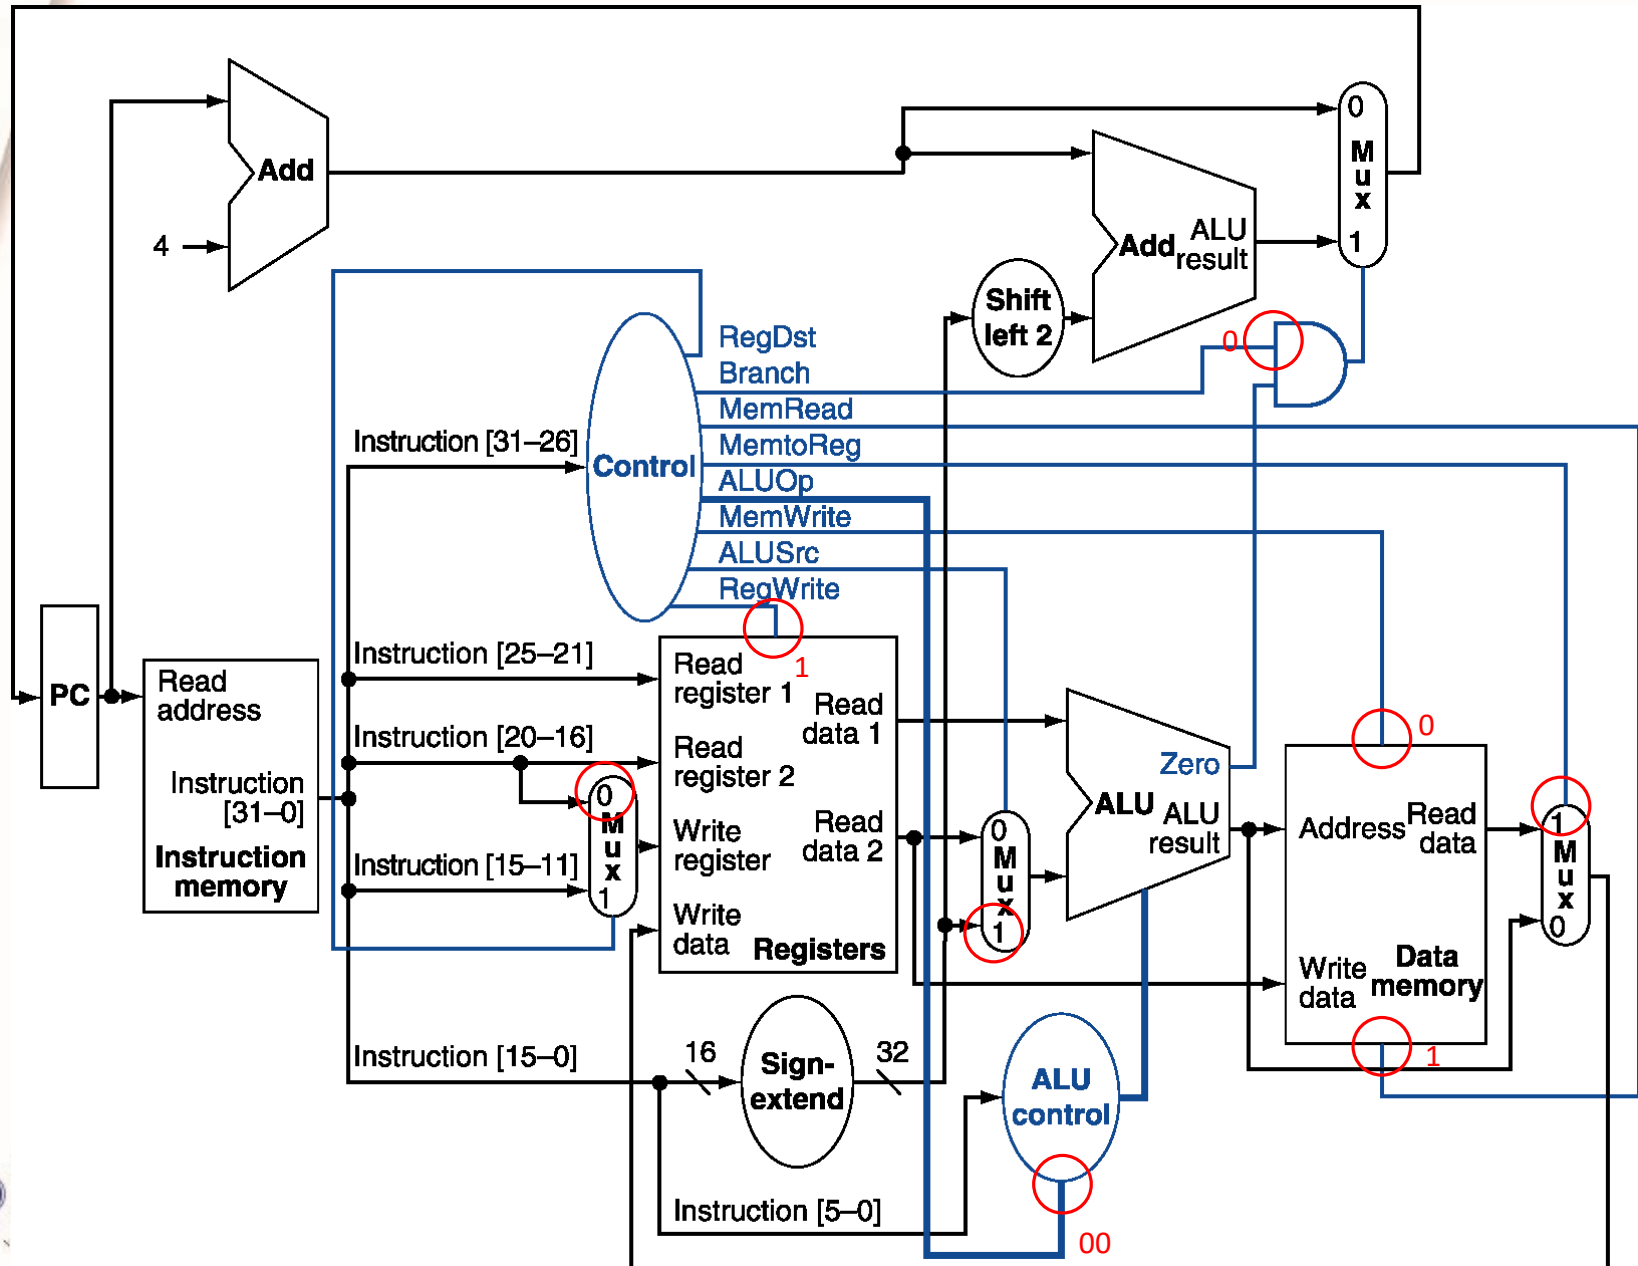 Add
4
0
M
u
x
1
Add
ALU
result
Shift
left 2
0
RegDst
Branch
MemRead
MemtoReg
ALUOp
MemWrite
ALUSrc
RegWrite
Control
Instruction [31–26]
1
Instruction [25–21]
Instruction [20–16]
Instruction [15–11]
PC
Read
address
Instruction
[31–0]
Instruction
memory
0
M
u
x
1
Read
register 1
Read
register 2
Write
register
Write
data
Read
data 1
Read
data 2
Registers
0
M
u
x
1
Zero
ALU
ALU
result
0
Address
Read
data
Write
data
Data
memory
1
1
M
u
x
0
Instruction [15–0]
16
Sign-
extend
32
ALU
control
Instruction [5–0]
00